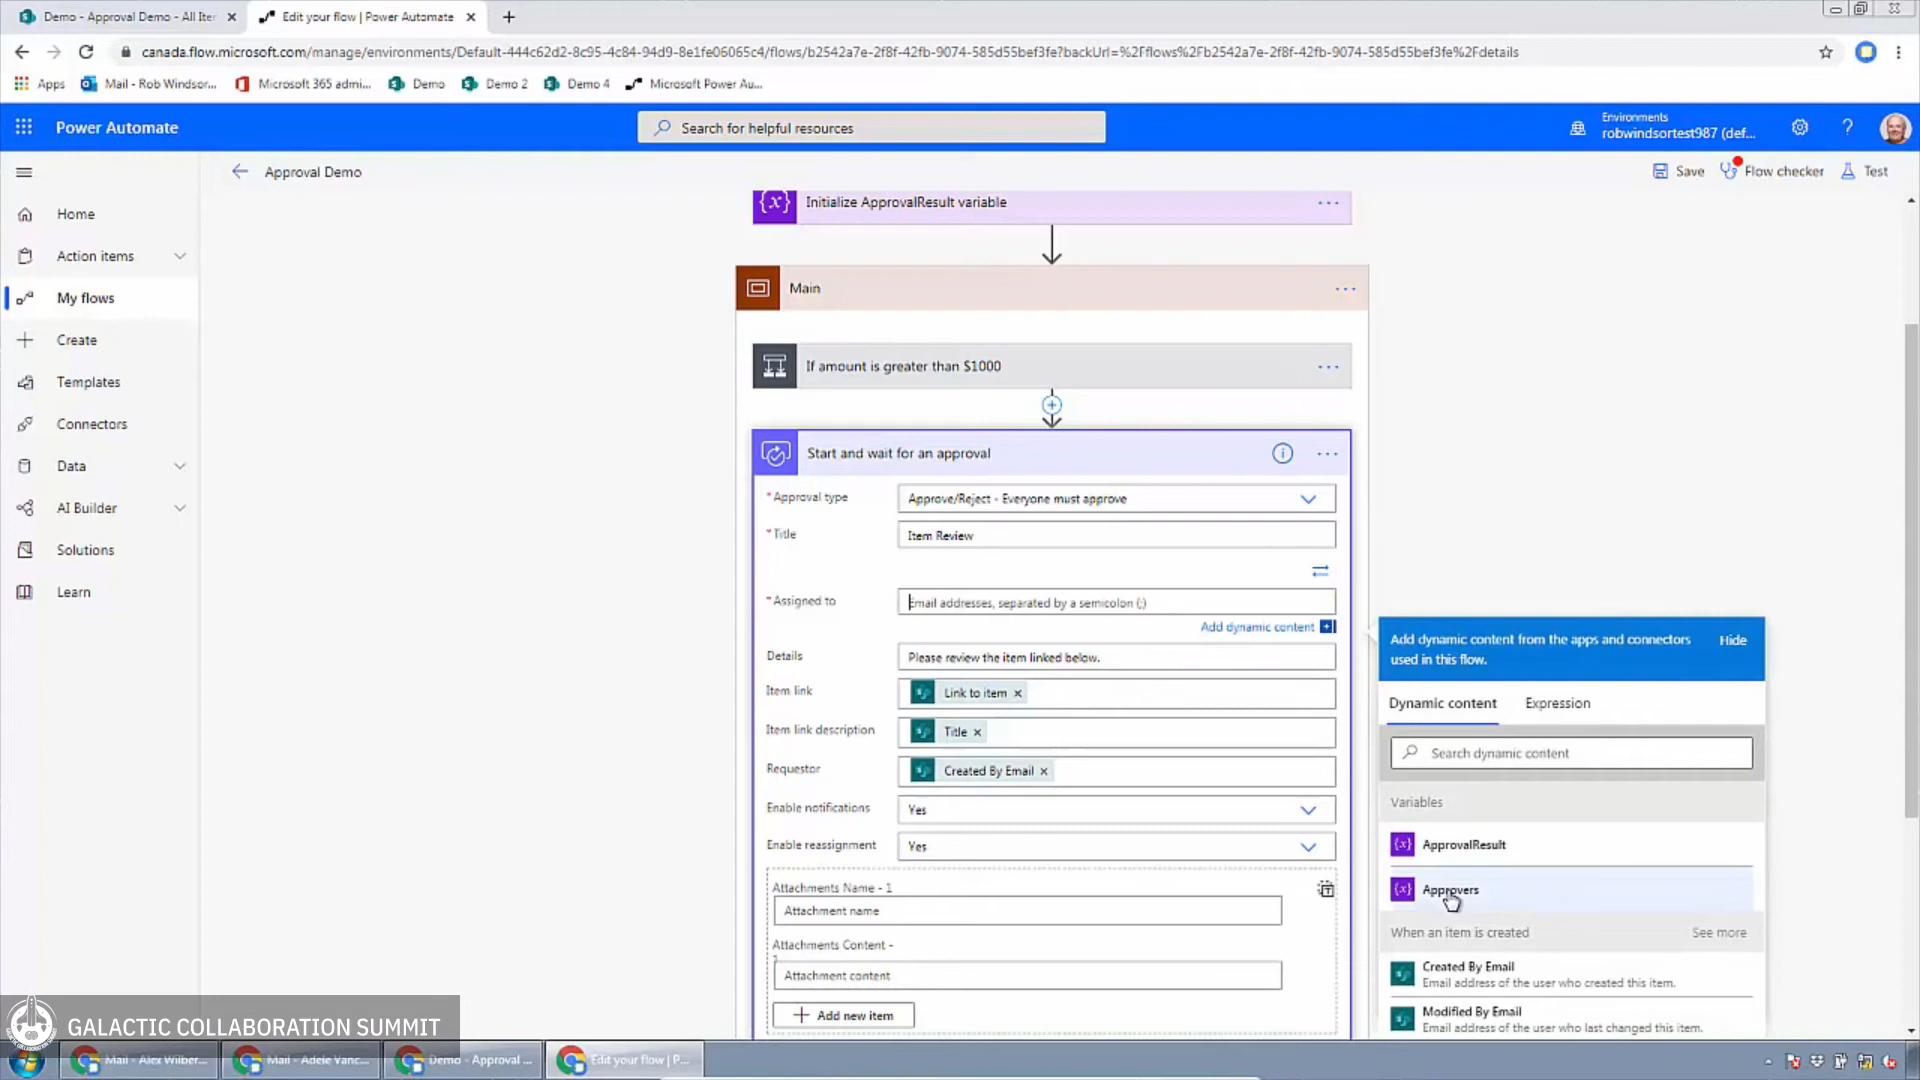 Demo - Approval Demo - All Iter
Edit your flow | Power Automate
canada.flow.microsoft.com/manage/environments/Default-444c62d2-8c95-4c84-94d9-8e1fe06065c4/flows/b2542a7e-2f8f-42fb-9074-585d55bef3fe?backUrl=%2Fflows%2Fb2542a7e-2f8f-42fb-9074-585d55bef3fe%2Fdetails
Apps
Mail - Rob Windsor...
Microsoft 365 admi...
Demo
Demo 2
Demo 4
Microsoft Power Au...
Power Automate
Search for helpful resources
Environments
robwindsortest987 (def...
Approval Demo
Save
Flow checker
Test
Home
Action items
My flows
Create
Templates
Connectors
Data
AI Builder
Solutions
Learn
Initialize ApprovalResult variable
Main
If amount is greater than $1000
Start and wait for an approval
* Approval type
Approve/Reject - Everyone must approve
* Title
Item Review
* Assigned to
Email addresses, separated by a semicolon (;)
Add dynamic content
Details
Please review the item linked below.
Item link
Link to item
Item link description
Title
Requestor
Created By Email
Enable notifications
Yes
Enable reassignment
Yes
Attachments Name - 1
Attachment name
Attachments Content -
1
Attachment content
Add new item
Add dynamic content from the apps and connectors
used in this flow.
Hide
Dynamic content
Expression
Search dynamic content
Variables
ApprovalResult
Approvers
When an item is created
See more
Created By Email
Email address of the user who created this item.
Modified By Email
Email address of the user who last changed this item.
GALACTIC COLLABORATION SUMMIT
Mail - Alex Wilber...
Mail - Adele Vanc...
Demo - Approval ...
Edit your flow | P...